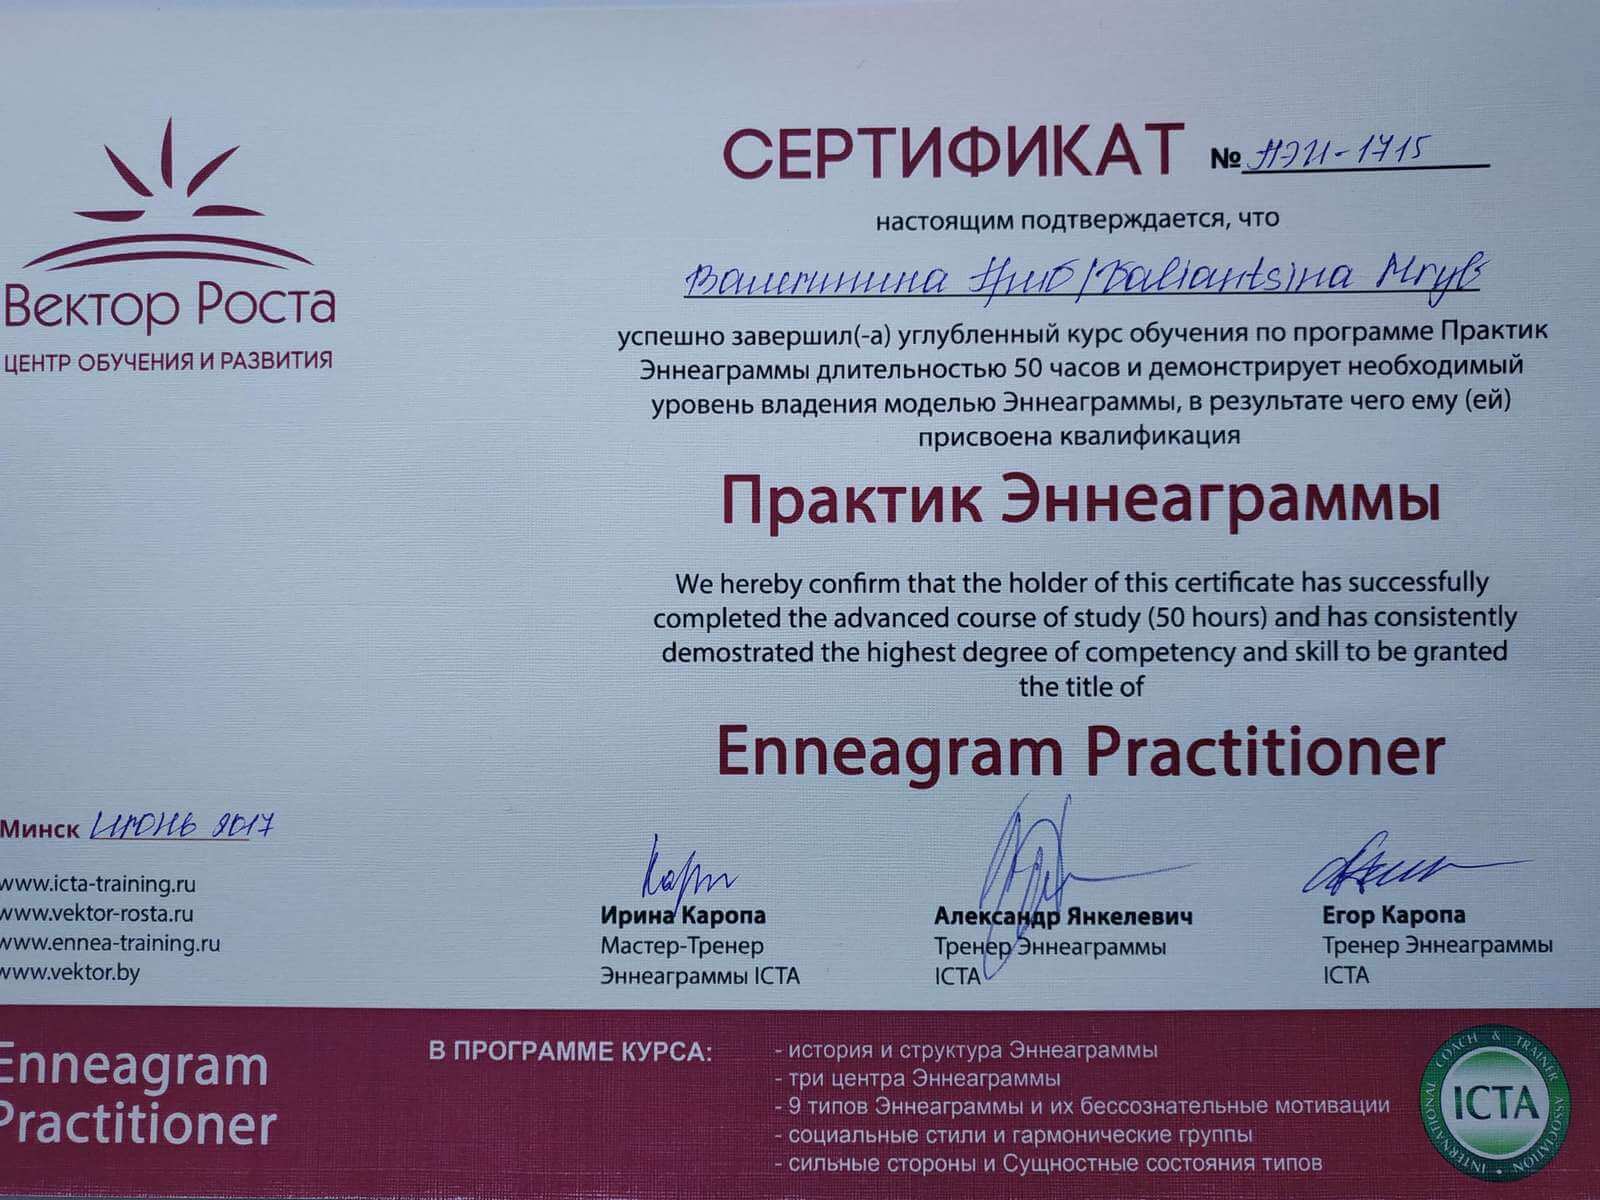 Вектор Роста
ЦЕНТР ОБУЧЕНИЯ И РАЗВИТИЯ
СЕРТИФИКАТ № НЭП-1715
настоящим подтверждается, что
Валентина / Valiantsina
успешно завершил(-а) углубленный курс обучения по программе Практик
Эннеаграммы длительностью 50 часов и демонстрирует необходимый
уровень владения моделью Эннеаграммы, в результате чего ему (ей)
присвоена квалификация
Практик Эннеаграммы
We hereby confirm that the holder of this certificate has successfully
completed the advanced course of study (50 hours) and has consistently
demostrated the highest degree of competency and skill to be granted
the title of
Enneagram Practitioner
Минск июнь 2017
www.icta-training.ru
www.vektor-rosta.ru
www.ennea-training.ru
www.vektor.by
Ирина Каропа
Мастер-Тренер
Эннеаграммы ICTA
Александр Янкелевич
Тренер Эннеаграммы
ICTA
Егор Каропа
Тренер Эннеаграммы
ICTA
Enneagram
Practitioner
В ПРОГРАММЕ КУРСА:
- история и структура Эннеаграммы
- три центра Эннеаграммы
- 9 типов Эннеаграммы и их бессознательные мотивации
- социальные стили и гармонические группы
- сильные стороны и Сущностные состояния типов
INTERNATIONAL COACH & TRAINER ASSOCIATION
ICTA